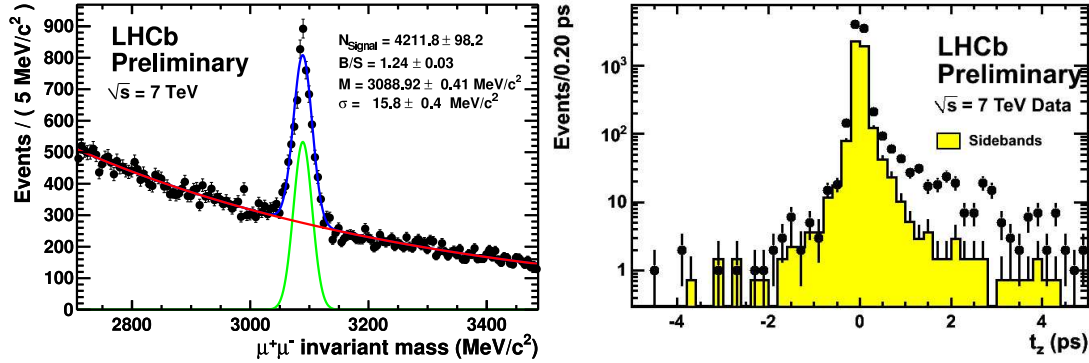 Events / ( 5 MeV/c²)
900
800
700
600
500
400
300
200
100
0
LHCb
Preliminary
√s = 7 TeV
N_Signal = 4211.8 ± 98.2
B/S = 1.24 ± 0.03
M = 3088.92 ± 0.41 MeV/c²
σ = 15.8 ± 0.4 MeV/c²
2800
3000
3200
3400
μ⁺μ⁻ invariant mass (MeV/c²)
Events/0.20 ps
10³
10²
10
1
LHCb
Preliminary
√s = 7 TeV Data
Sidebands
-4
-2
0
2
4
t_z (ps)